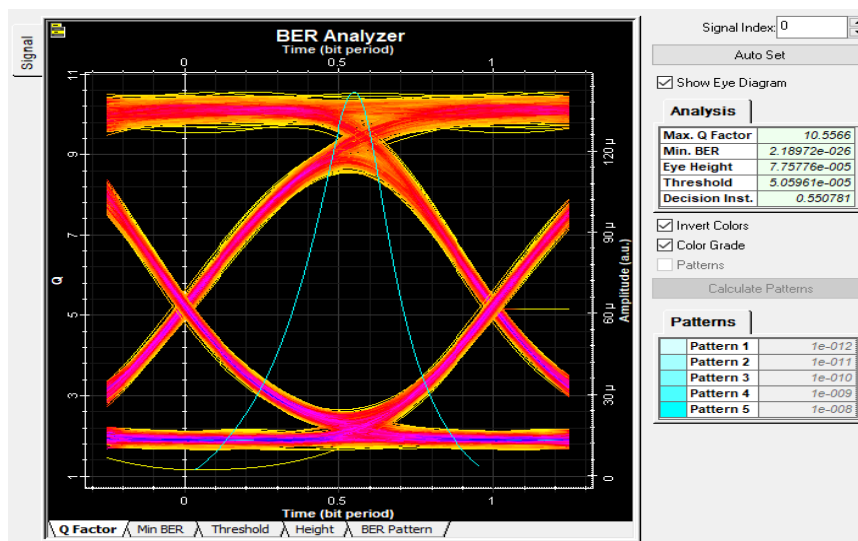 Signal
BER Analyzer
Time (bit period)
0 0.5 1
Q
11
9
7
5
3
1
Amplitude (a.u.)
120 µ
90 µ
60 µ
30 µ
0
0 0.5 1
Time (bit period)
Q Factor Min BER Threshold Height BER Pattern
Signal Index: 0
Auto Set
Show Eye Diagram
Analysis
Max. Q Factor 10.5566
Min. BER 2.18972e-026
Eye Height 7.75776e-005
Threshold 5.05961e-005
Decision Inst. 0.550781
Invert Colors
Color Grade
Patterns
Calculate Patterns
Patterns
Pattern 1 1e-012
Pattern 2 1e-011
Pattern 3 1e-010
Pattern 4 1e-009
Pattern 5 1e-008